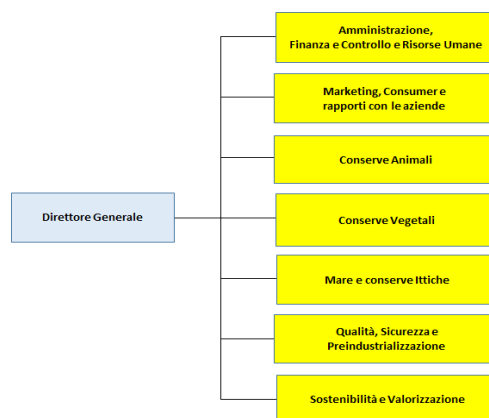 Amministrazione,
Finanza e Controllo e Risorse Umane
Marketing, Consumer e
rapporti con le aziende
Conserve Animali
Direttore Generale
Conserve Vegetali
Mare e conserve Ittiche
Qualità, Sicurezza e
Preindustrializzazione
Sostenibilità e Valorizzazione